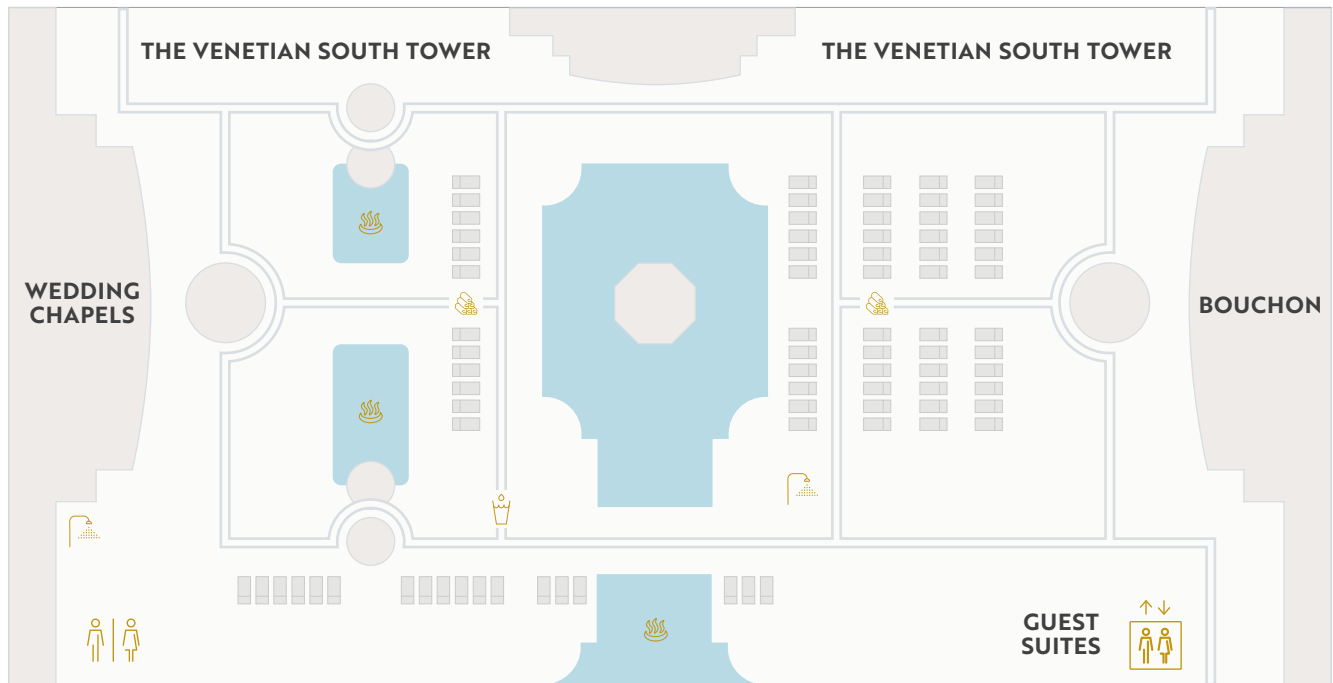 THE VENETIAN SOUTH TOWER
THE VENETIAN SOUTH TOWER
WEDDING
CHAPELS
BOUCHON
GUEST
SUITES